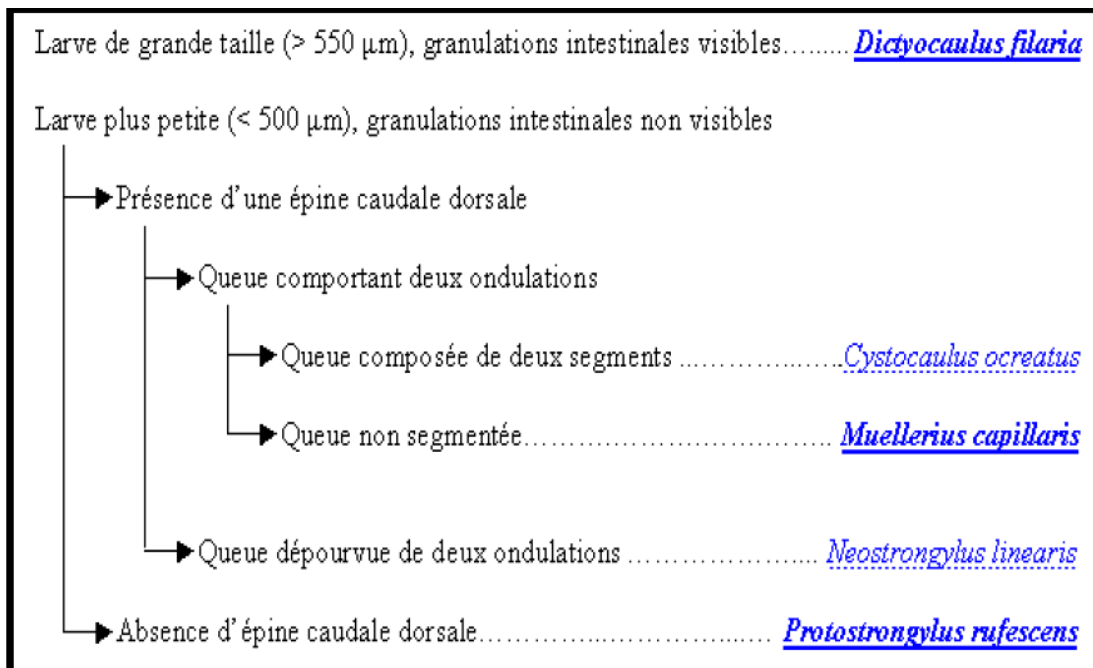 Larve de grande taille (> 550 µm), granulations intestinales visibles......... Dictyocaulus filaria
Larve plus petite (< 500 µm), granulations intestinales non visibles
Présence d'une épine caudale dorsale
Queue comportant deux ondulations
Queue composée de deux segments .................. Cystocaulus ocreatus
Queue non segmentée.................................... Muellerius capillaris
Queue dépourvue de deux ondulations ...................... Neostrongylus linearis
Absence d'épine caudale dorsale................................. Protostrongylus rufescens